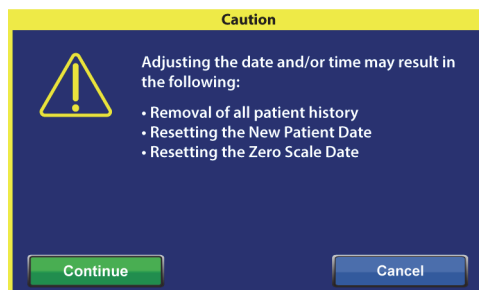 Caution
Adjusting the date and/or time may result in
the following:
• Removal of all patient history
• Resetting the New Patient Date
• Resetting the Zero Scale Date
Continue
Cancel